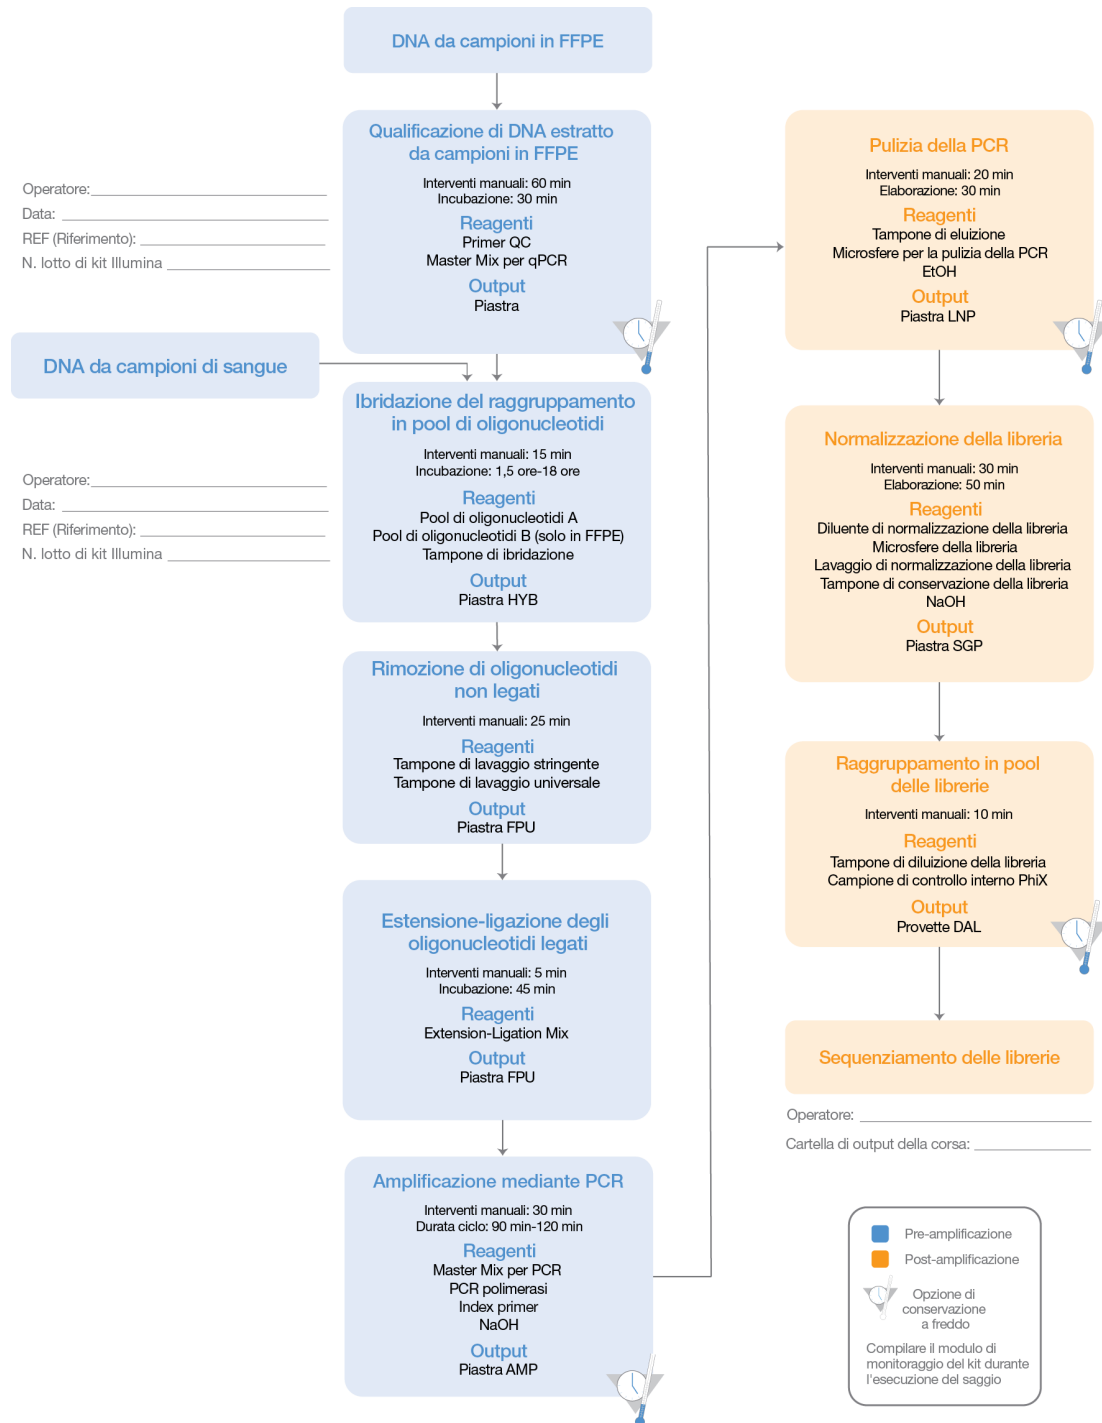 DNA da campioni in FFPE
Qualificazione di DNA estratto
da campioni in FFPE
Interventi manuali: 60 min
Incubazione: 30 min
Reagenti
Primer QC
Master Mix per qPCR
Output
Piastra
Operatore:
Data:
REF (Riferimento):
N. lotto di kit Illumina
DNA da campioni di sangue
Ibridazione del raggruppamento
in pool di oligonucleotidi
Interventi manuali: 15 min
Incubazione: 1,5 ore-18 ore
Reagenti
Pool di oligonucleotidi A
Pool di oligonucleotidi B (solo in FFPE)
Tampone di ibridazione
Output
Piastra HYB
Operatore:
Data:
REF (Riferimento):
N. lotto di kit Illumina
Rimozione di oligonucleotidi
non legati
Interventi manuali: 25 min
Reagenti
Tampone di lavaggio stringente
Tampone di lavaggio universale
Output
Piastra FPU
Estensione-ligazione degli
oligonucleotidi legati
Interventi manuali: 5 min
Incubazione: 45 min
Reagenti
Extension-Ligation Mix
Output
Piastra FPU
Amplificazione mediante PCR
Interventi manuali: 30 min
Durata ciclo: 90 min-120 min
Reagenti
Master Mix per PCR
PCR polimerasi
Index primer
NaOH
Output
Piastra AMP
Pulizia della PCR
Interventi manuali: 20 min
Elaborazione: 30 min
Reagenti
Tampone di eluizione
Microsfere per la pulizia della PCR
EtOH
Output
Piastra LNP
Normalizzazione della libreria
Interventi manuali: 30 min
Elaborazione: 50 min
Reagenti
Diluente di normalizzazione della libreria
Microsfere della libreria
Lavaggio di normalizzazione della libreria
Tampone di conservazione della libreria
NaOH
Output
Piastra SGP
Raggruppamento in pool
delle librerie
Interventi manuali: 10 min
Reagenti
Tampone di diluizione della libreria
Campione di controllo interno PhiX
Output
Provette DAL
Sequenziamento delle librerie
Operatore:
Cartella di output della corsa:
Pre-amplificazione
Post-amplificazione
Opzione di
conservazione
a freddo
Compilare il modulo di
monitoraggio del kit durante
l'esecuzione del saggio